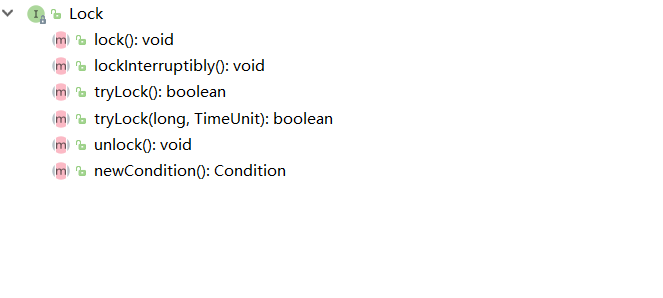 Lock
lock(): void
lockInterruptibly(): void
tryLock(): boolean
tryLock(long, TimeUnit): boolean
unlock(): void
newCondition(): Condition